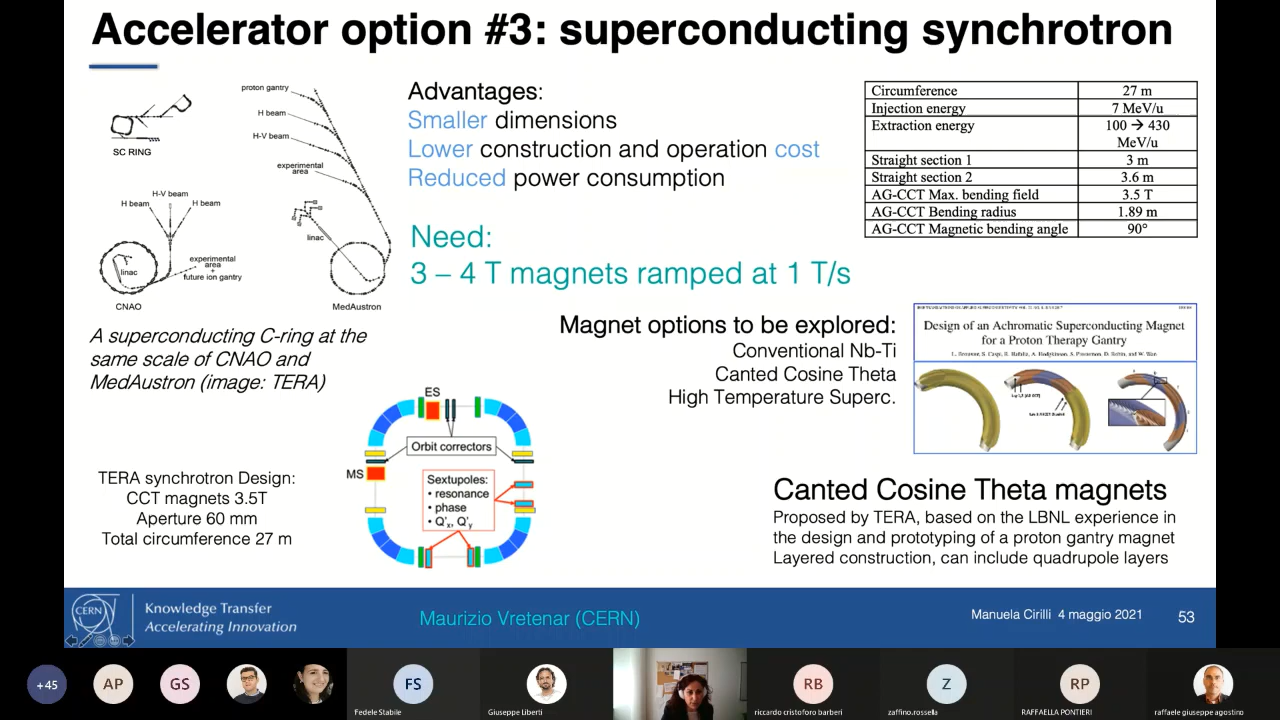 Accelerator option #3: superconducting synchrotron
SC RING
proton gantry
H beam
H-V beam
experimental
area
linac
MedAustron
H-V beam
H beam
H beam
linac
experimental
area
+
future ion gantry
CNAO
Advantages:
Smaller dimensions
Lower construction and operation cost
Reduced power consumption
Need:
3 – 4 T magnets ramped at 1 T/s
Circumference 27 m
Injection energy 7 MeV/u
Extraction energy 100 → 430
MeV/u
Straight section 1 3 m
Straight section 2 3.6 m
AG-CCT Max. bending field 3.5 T
AG-CCT Bending radius 1.89 m
AG-CCT Magnetic bending angle 90°
A superconducting C-ring at the
same scale of CNAO and
MedAustron (image: TERA)
Magnet options to be explored:
Conventional Nb-Ti
Canted Cosine Theta
High Temperature Superc.
Design of an Achromatic Superconducting Magnet
for a Proton Therapy Gantry
ES
Orbit correctors
MS
Sextupoles:
• resonance
• phase
• Q'x, Q'y
TERA synchrotron Design:
CCT magnets 3.5T
Aperture 60 mm
Total circumference 27 m
Canted Cosine Theta magnets
Proposed by TERA, based on the LBNL experience in
the design and prototyping of a proton gantry magnet
Layered construction, can include quadrupole layers
CERN
Knowledge Transfer
Accelerating Innovation
Maurizio Vretenar (CERN)
Manuela Cirilli 4 maggio 2021
53
+45
AP
GS
FS
Fedele Stabile
Giuseppe Liberti
RB
riccardo cristoforo barberi
Z
zaffino.rossella
RP
RAFFAELLA PONTIERI
raffaele giuseppe agostino